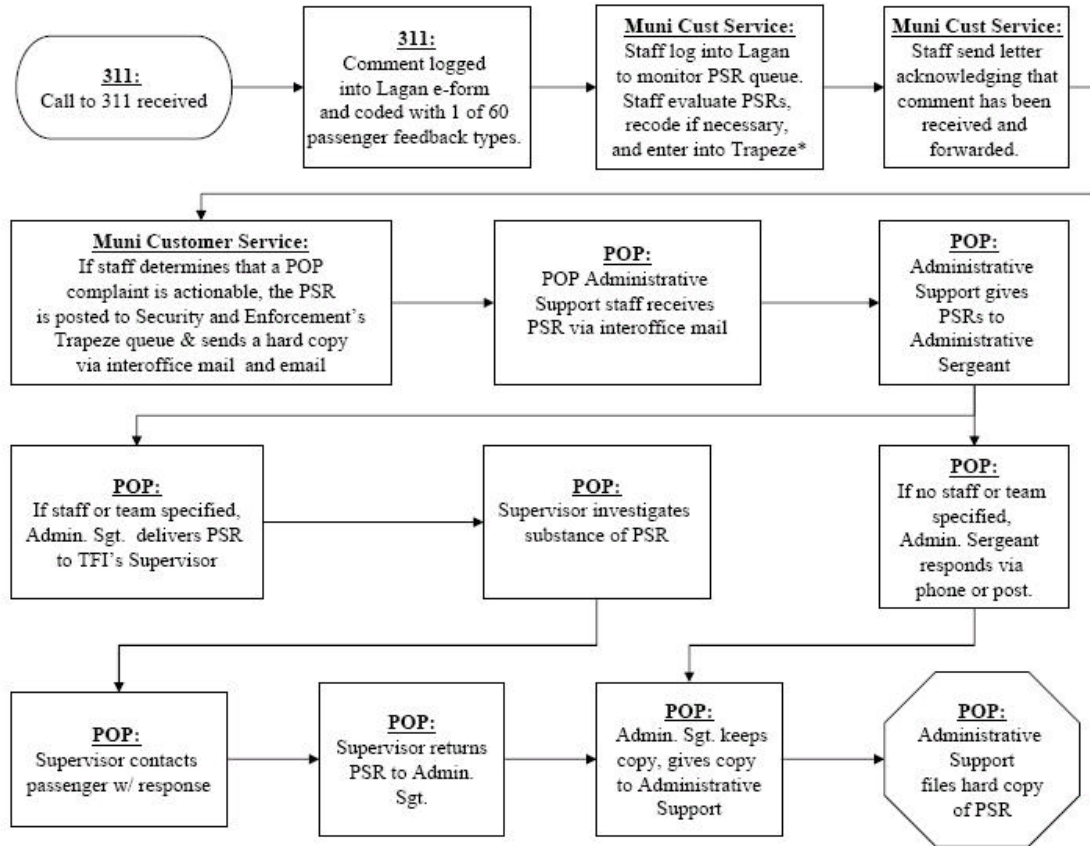 311:
Call to 311 received
311:
Comment logged
into Lagan e-form
and coded with 1 of 60
passenger feedback types.
Muni Cust Service:
Staff log into Lagan
to monitor PSR queue.
Staff evaluate PSRs,
recode if necessary,
and enter into Trapeze*
Muni Cust Service:
Staff send letter
acknowledging that
comment has been
received and
forwarded.
Muni Customer Service:
If staff determines that a POP
complaint is actionable, the PSR
is posted to Security and Enforcement’s
Trapeze queue & sends a hard copy
via interoffice mail and email
POP:
POP Administrative
Support staff receives
PSR via interoffice mail
POP:
Administrative
Support gives
PSRs to
Administrative
Sergeant
POP:
If staff or team specified,
Admin. Sgt. delivers PSR
to TFI’s Supervisor
POP:
Supervisor investigates
substance of PSR
POP:
If no staff or team
specified,
Admin. Sergeant
responds via
phone or post.
POP:
Supervisor contacts
passenger w/ response
POP:
Supervisor returns
PSR to Admin.
Sgt.
POP:
Admin. Sgt. keeps
copy, gives copy
to Administrative
Support
POP:
Administrative
Support
files hard copy
of PSR